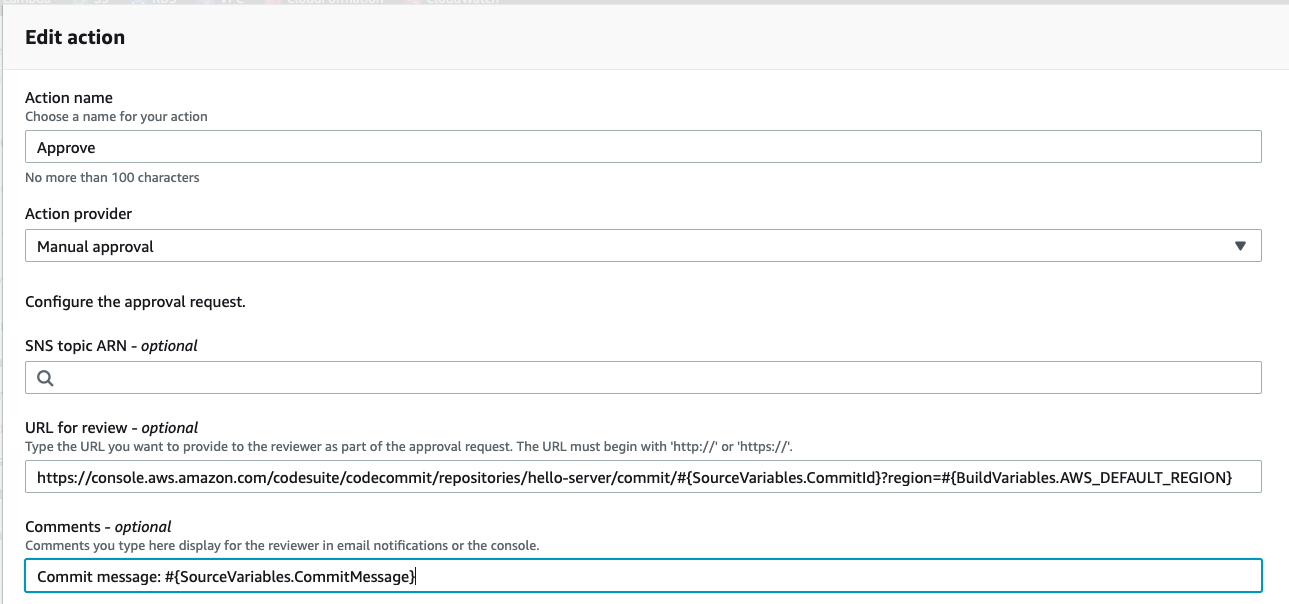 Edit action
Action name
Choose a name for your action
Approve
No more than 100 characters
Action provider
Manual approval
Configure the approval request.
SNS topic ARN - optional
URL for review - optional
Type the URL you want to provide to the reviewer as part of the approval request. The URL must begin with 'http://' or 'https://'.
https://console.aws.amazon.com/codesuite/codecommit/repositories/hello-server/commit/#{SourceVariables.CommitId}?region=#{BuildVariables.AWS_DEFAULT_REGION}
Comments - optional
Comments you type here display for the reviewer in email notifications or the console.
Commit message: #{SourceVariables.CommitMessage}